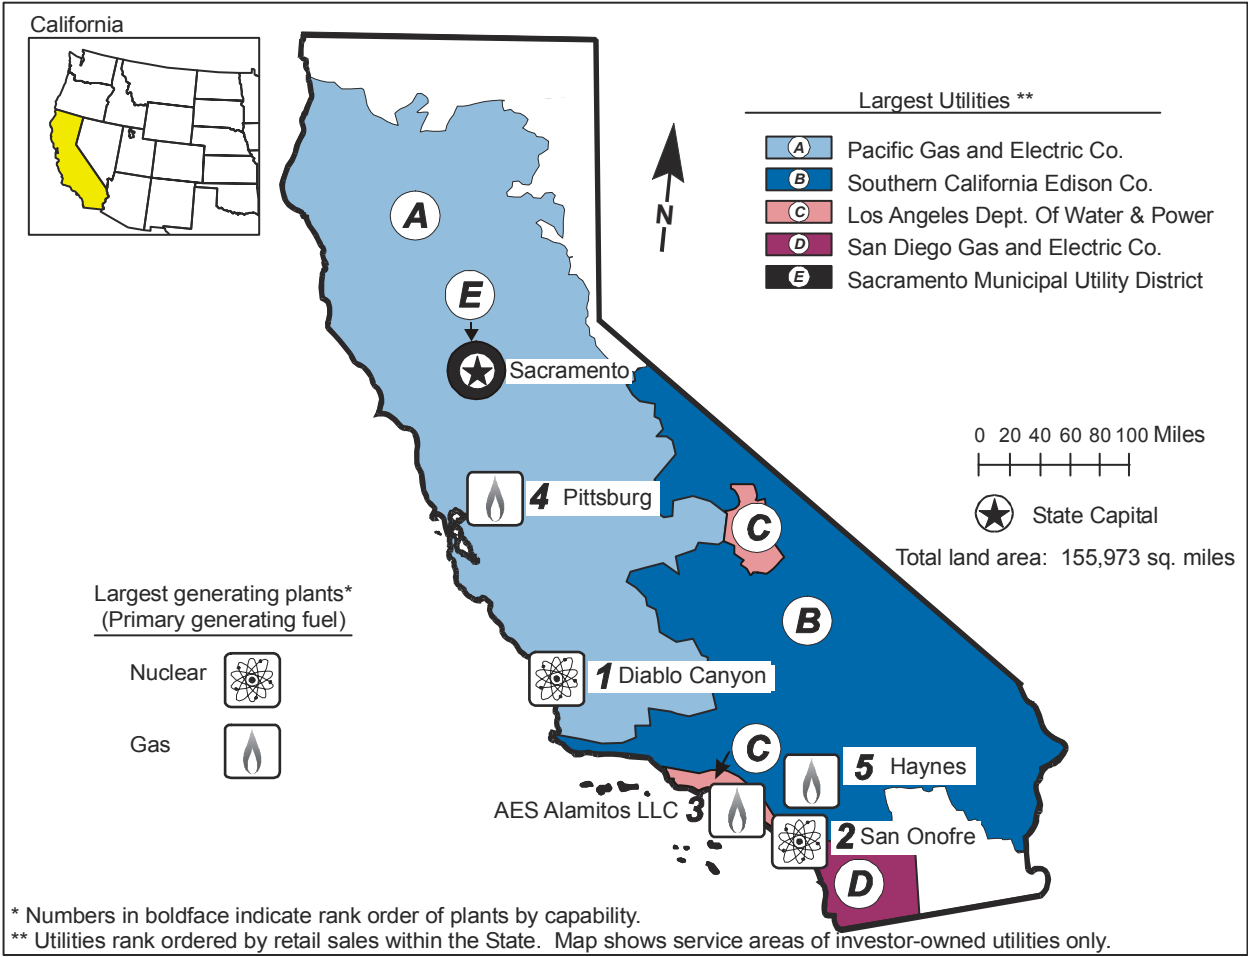 California
Largest Utilities **
A Pacific Gas and Electric Co.
B Southern California Edison Co.
C Los Angeles Dept. Of Water & Power
D San Diego Gas and Electric Co.
E Sacramento Municipal Utility District
N
A
E
Sacramento
0 20 40 60 80 100 Miles
State Capital
Total land area: 155,973 sq. miles
4 Pittsburg
C
B
Largest generating plants*
(Primary generating fuel)
Nuclear
Gas
1 Diablo Canyon
C
5 Haynes
AES Alamitos LLC 3
2 San Onofre
D
* Numbers in boldface indicate rank order of plants by capability.
** Utilities rank ordered by retail sales within the State. Map shows service areas of investor-owned utilities only.